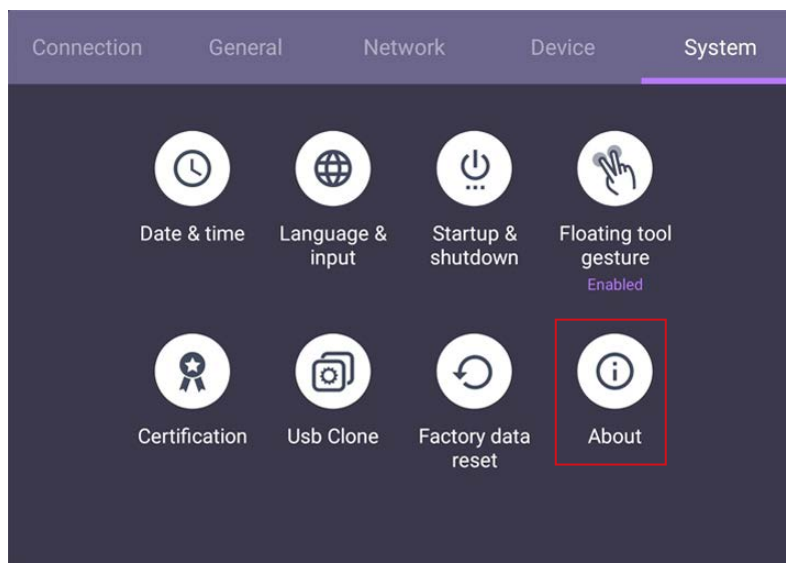 Connection General Network Device System
Date & time
Language &
input
Startup &
shutdown
Floating tool
gesture
Enabled
Certification
Usb Clone
Factory data
reset
About